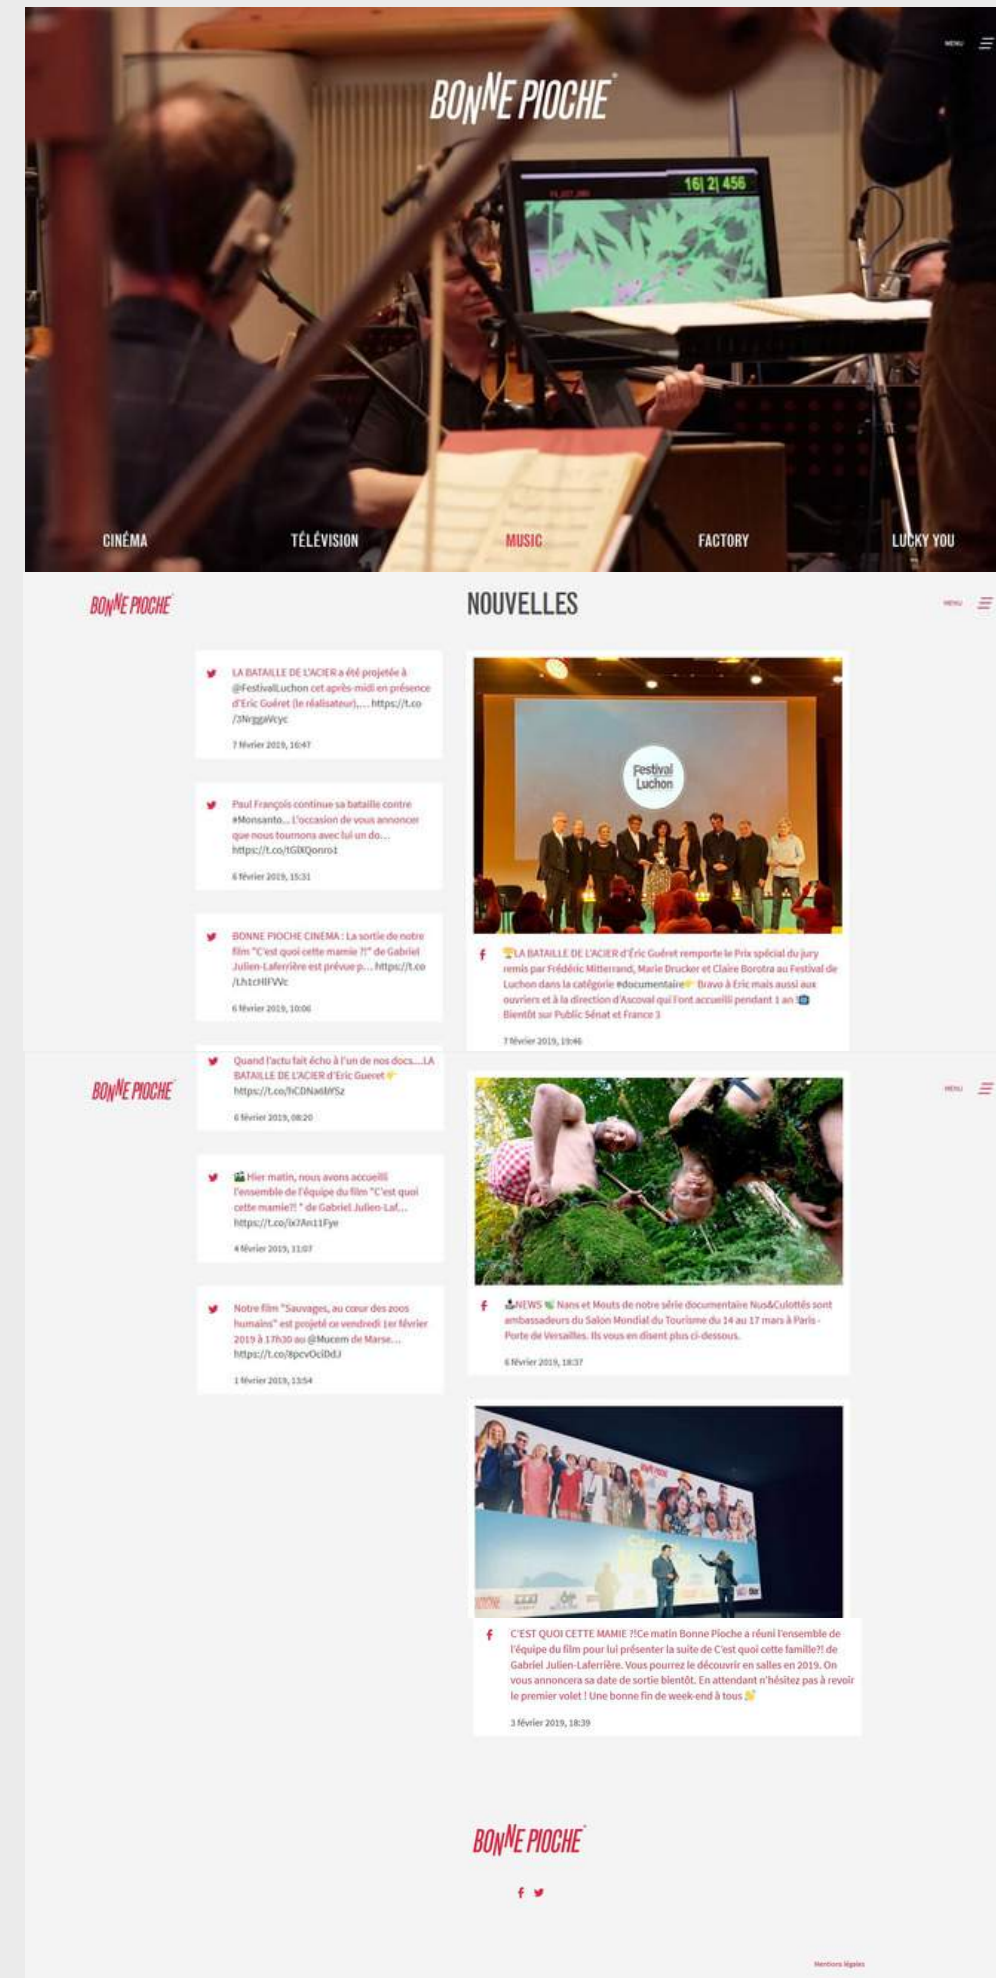 MENU
BONNE PIOCHE
16| 2| 456
CINÉMA
TÉLÉVISION
MUSIC
FACTORY
LUCKY YOU
BONNE PIOCHE
NOUVELLES
MENU
LA BATAILLE DE L'ACIER a été projetée à
@FestivalLuchon cet après-midi en présence
d'Eric Guéret (le réalisateur),... https://t.co
/3NrggaVcyc
7 février 2019, 16:47
Paul François continue sa bataille contre
#Monsanto... L'occasion de vous annoncer
que nous tournons avec lui un do...
6 février 2019, 15:31
BONNE PIOCHE CINÉMA : La sortie de notre
film "C'est quoi cette mamie ?!" de Gabriel
Julien-Laferrière est prévue p... https://t.co
6 février 2019, 10:06
Festival
Luchon
🏆LA BATAILLE DE L'ACIER d'Éric Guéret remporte le Prix spécial du jury
remis par Frédéric Mitterrand, Marie Drucker et Claire Borotra au Festival de
Luchon dans la catégorie #documentaire👉 Bravo à Eric mais aussi aux
ouvriers et à la direction d'Ascoval qui l'ont accueilli pendant 1 an !📺
Bientôt sur Public Sénat et France 3
7 février 2019, 19:46
BONNE PIOCHE
MENU
Quand l'actu fait écho à l'un de nos docs....LA
BATAILLE DE L'ACIER d'Eric Gueret 👉
6 février 2019, 08:20
🎬 Hier matin, nous avons accueilli
l'ensemble de l'équipe du film "C'est quoi
cette mamie?! " de Gabriel Julien-Laf...
https://t.co/ix7An11Fye
4 février 2019, 11:07
Notre film "Sauvages, au cœur des zoos
humains" est projeté ce vendredi 1er février
2019 à 17h30 au @Mucem de Marse...
https://t.co/8pcvOciDdJ
1 février 2019, 13:54
NEWS Nans et Mouts de notre série documentaire Nus&Culottés sont
ambassadeurs du Salon Mondial du Tourisme du 14 au 17 mars à Paris -
Porte de Versailles. Ils vous en disent plus ci-dessous.
6 février 2019, 18:37
C'EST QUOI CETTE MAMIE ?!Ce matin Bonne Pioche a réuni l'ensemble de
l'équipe du film pour lui présenter la suite de C'est quoi cette famille?! de
Gabriel Julien-Laferrière. Vous pourrez le découvrir en salles en 2019. On
vous annoncera sa date de sortie bientôt. En attendant n'hésitez pas à revoir
le premier volet ! Une bonne fin de week-end à tous 👋
3 février 2019, 18:39
BONNE PIOCHE
Mentions légales